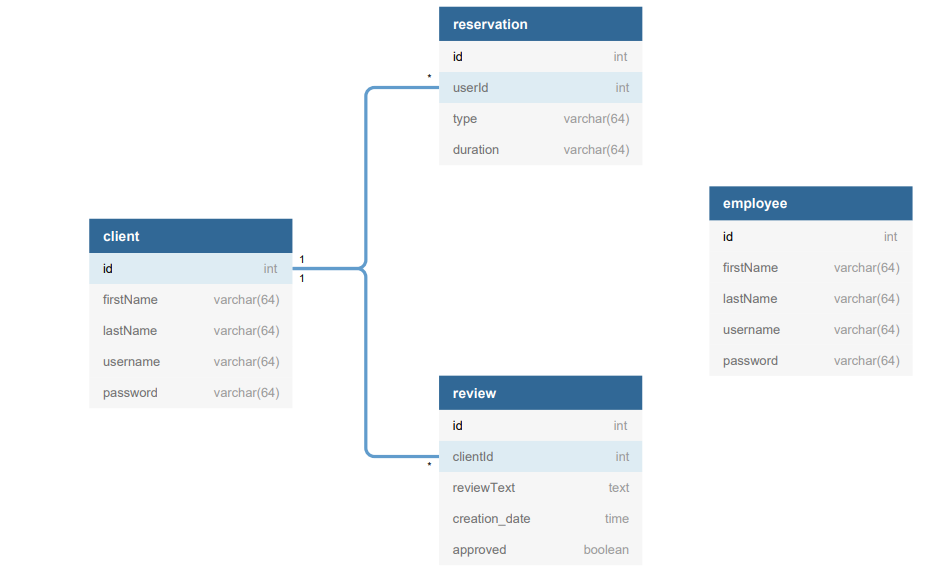 reservation
id int
userId int
type varchar(64)
duration varchar(64)
*
client
id int
firstName varchar(64)
lastName varchar(64)
username varchar(64)
password varchar(64)
1
1
employee
id int
firstName varchar(64)
lastName varchar(64)
username varchar(64)
password varchar(64)
review
id int
clientId int
reviewText text
creation_date time
approved boolean
*